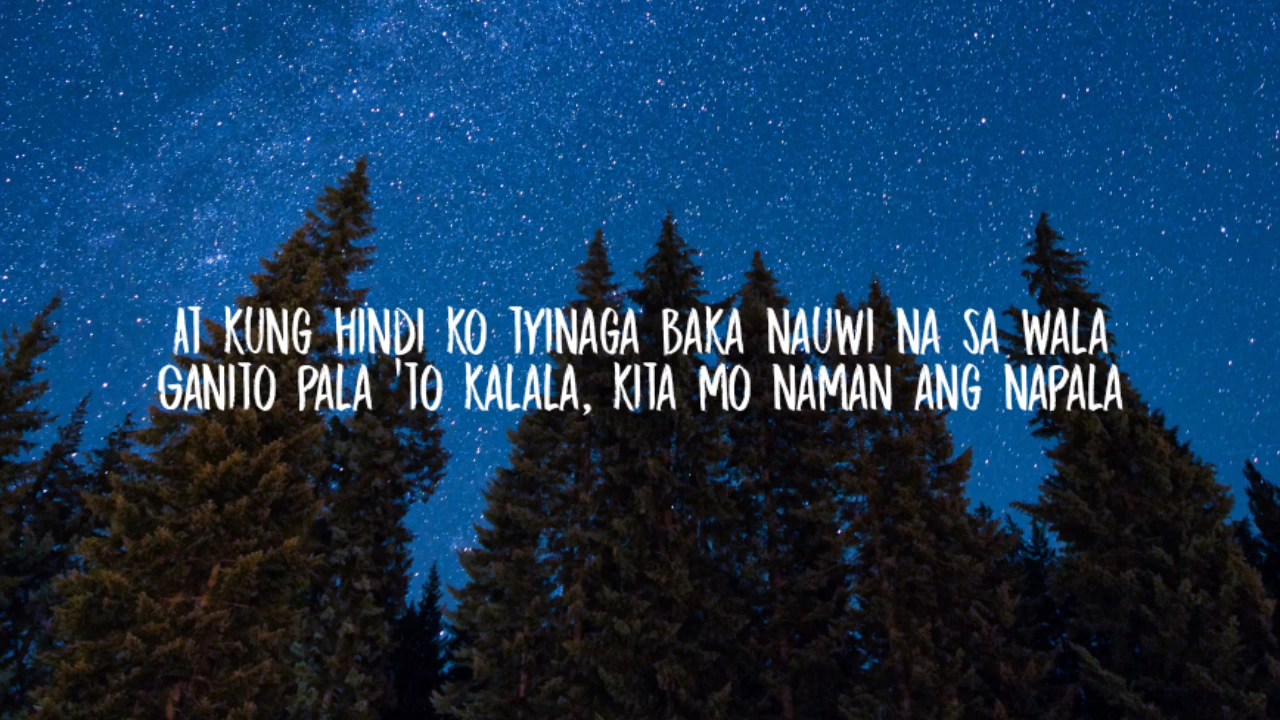 AT KUNG HINDI KO TYINAGA BAKA NAUWI NA SA WALA
GANITO PALA 'TO KALALA, KITA MO NAMAN ANG NAPALA